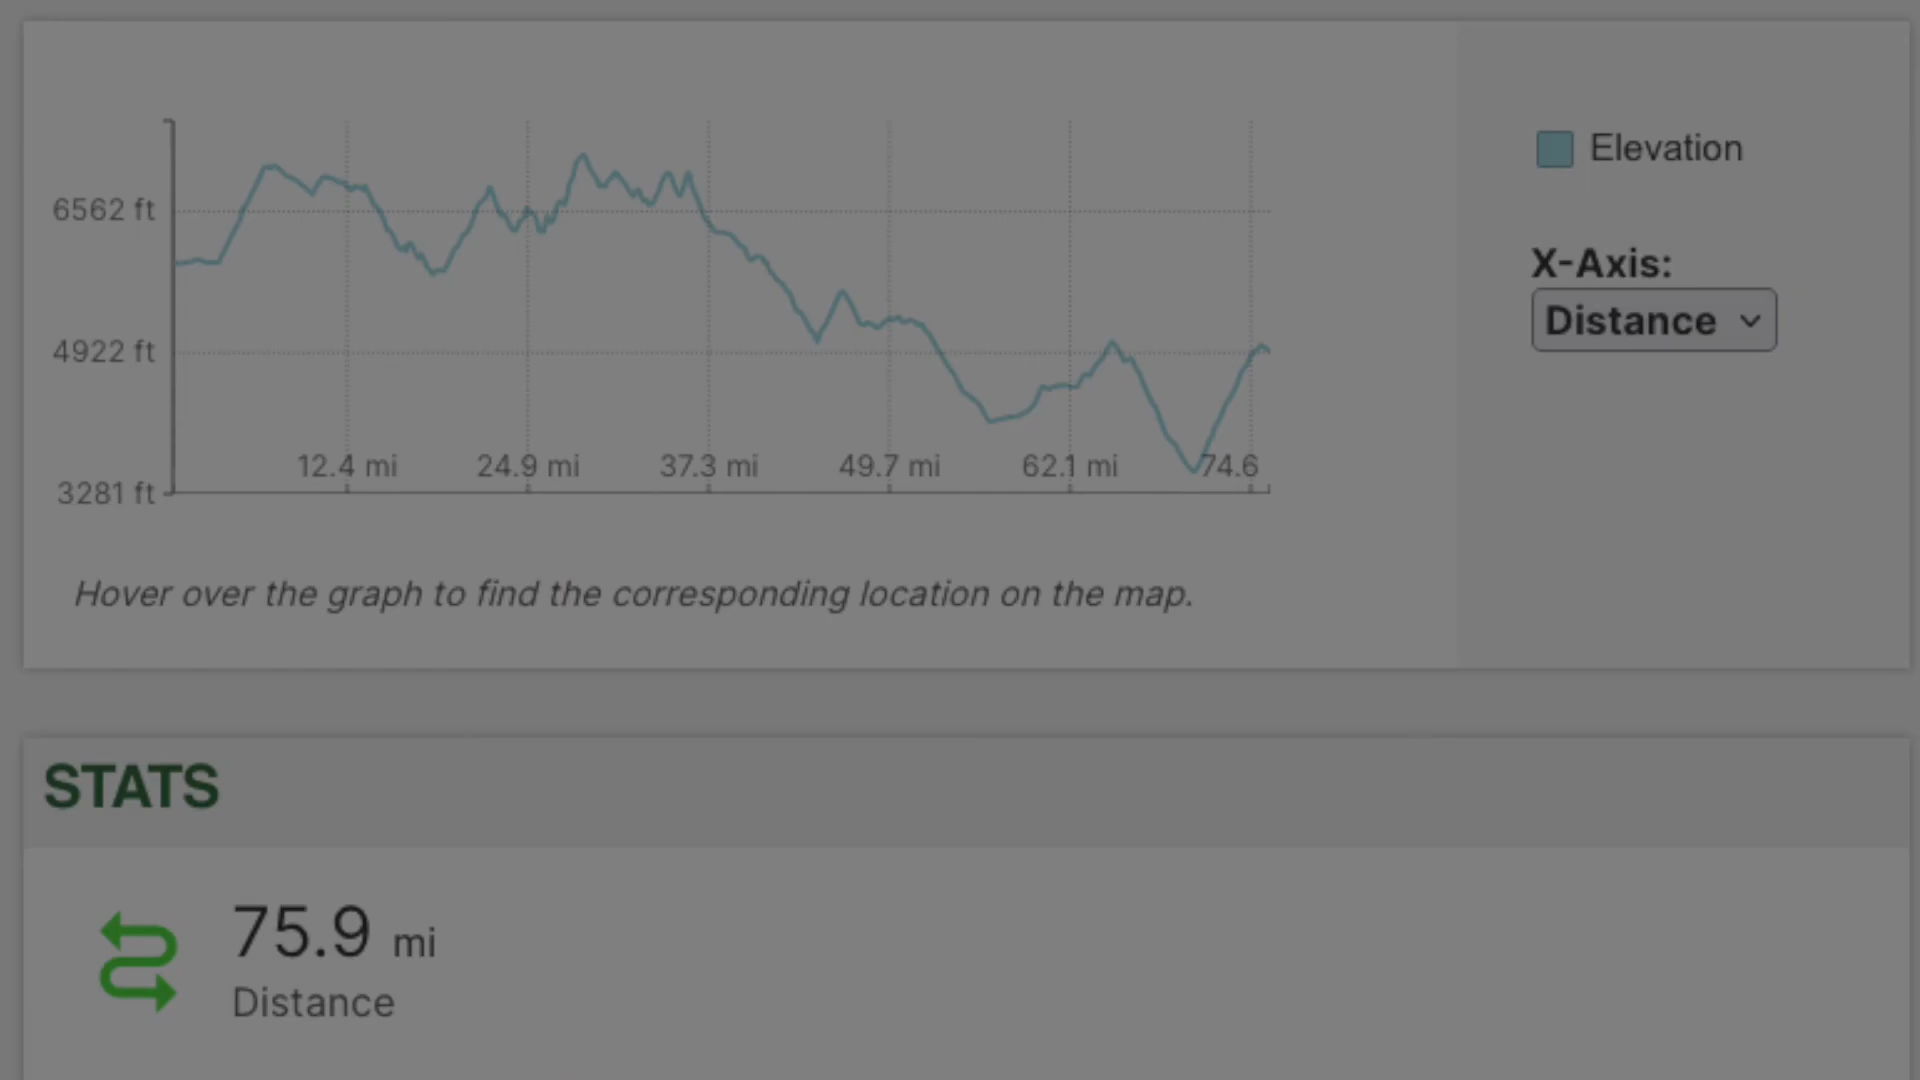 Elevation
6562 ft
X-Axis:
Distance
4922 ft
12.4 mi 24.9 mi 37.3 mi 49.7 mi 62.1 mi 74.6
3281 ft
Hover over the graph to find the corresponding location on the map.
STATS
75.9 mi
Distance